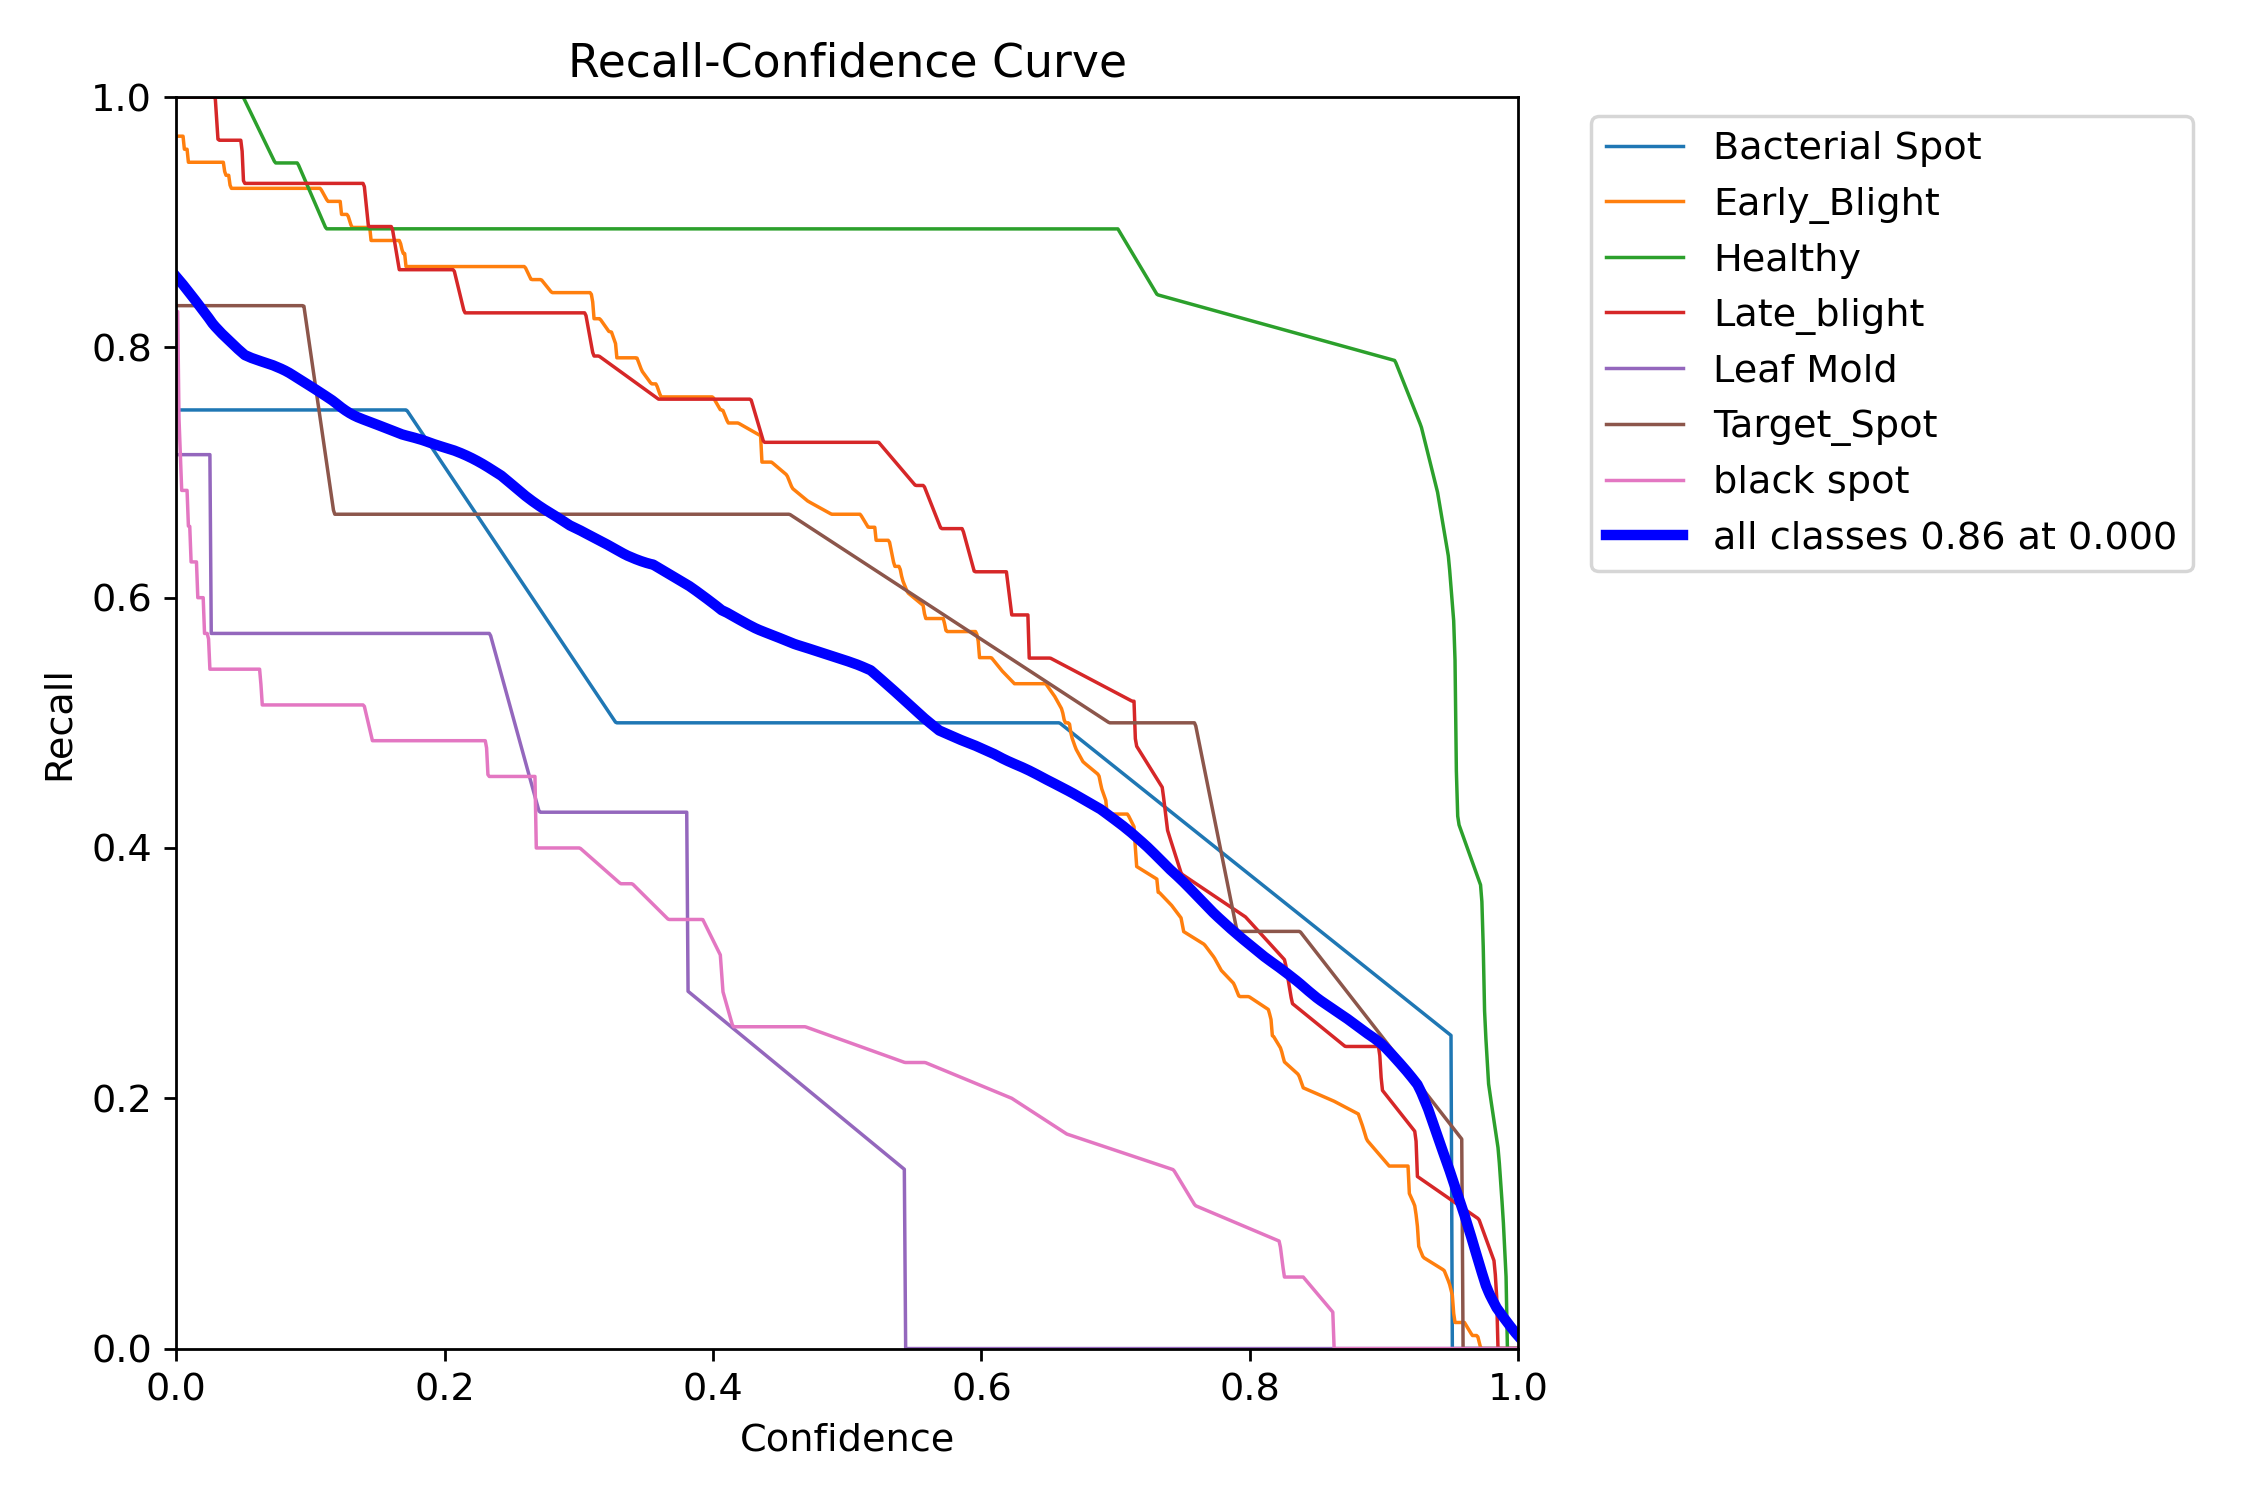 Recall-Confidence Curve
1.0
0.8
0.6
0.4
0.2
0.0
Recall
0.0 0.2 0.4 0.6 0.8 1.0
Confidence
Bacterial Spot
Early_Blight
Healthy
Late_blight
Leaf Mold
Target_Spot
black spot
all classes 0.86 at 0.000